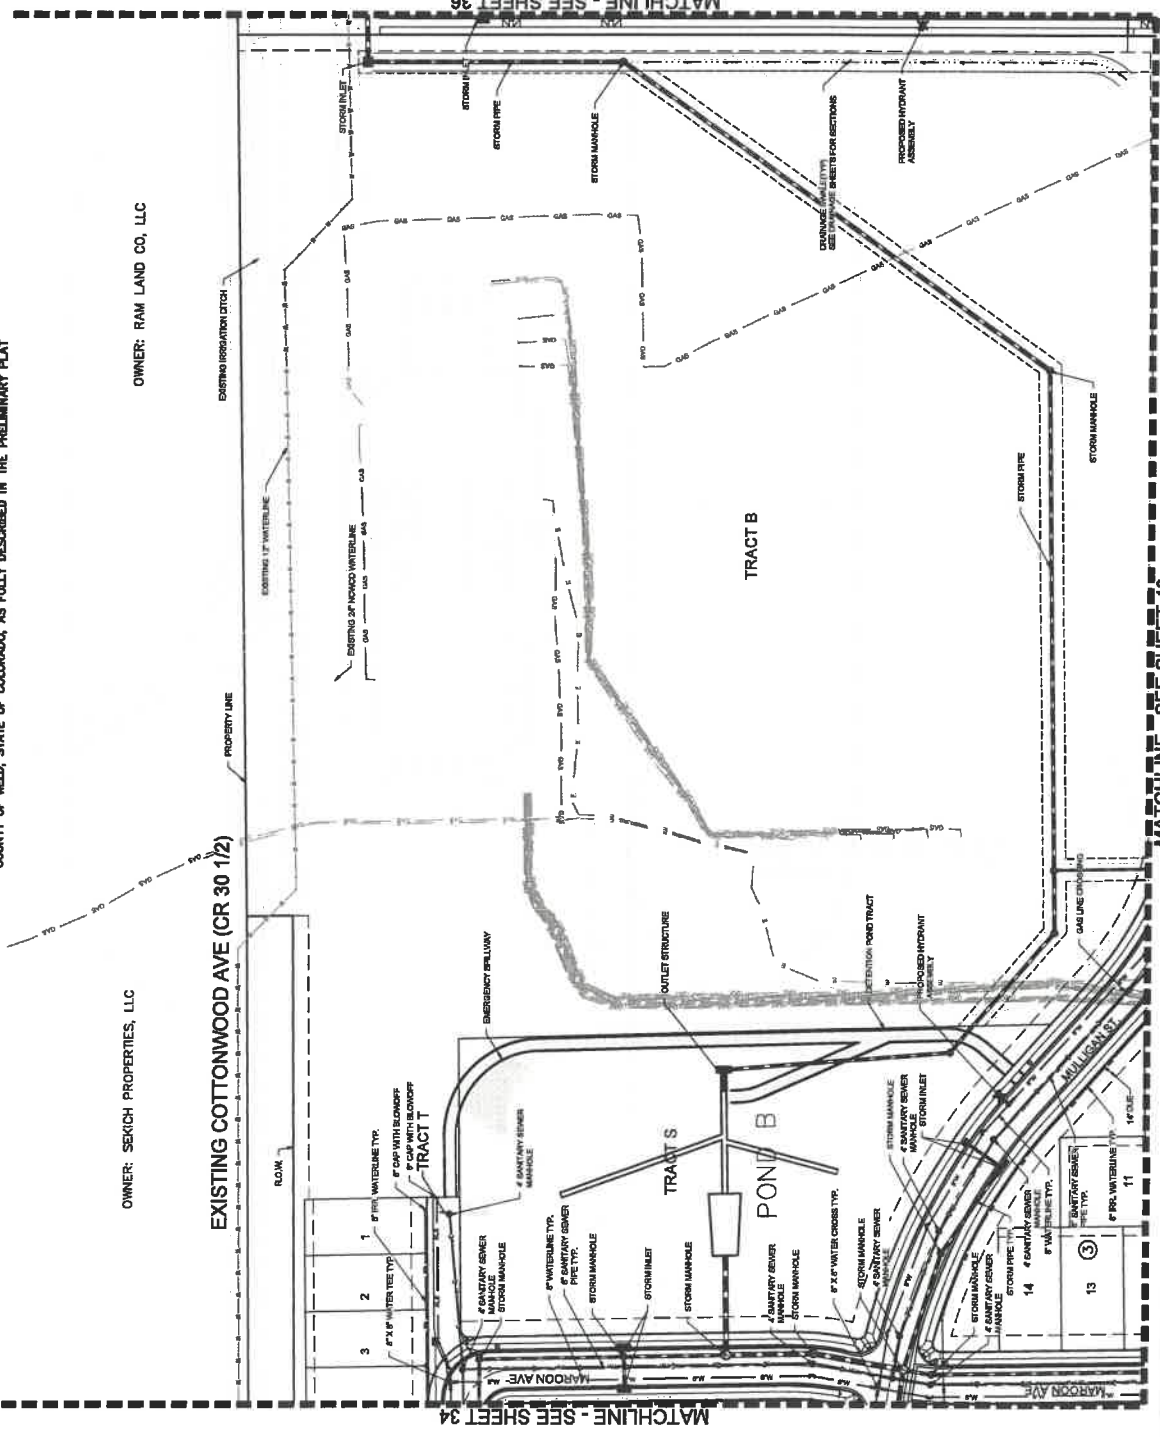 COUNTY OF WELD, STATE OF COLORADO, AS FULLY DESCRIBED IN THE PRELIMINARY PLAT
OWNER: SEKICH PROPERTIES, LLC
OWNER: RAM LAND CO, LLC
EXISTING COTTONWOOD AVE (CR 30 1/2)
PROPERTY LINE
EXISTING IRRIGATION DITCH
R.O.W.
EXISTING 12" WATERLINE
EXISTING 24" NCWCD WATERLINE
STORM INLET
STORM PIPE
STORM MANHOLE
DRAINAGE SWALE (TYP)
SEE DRAINAGE SHEETS FOR SECTIONS
PROPOSED HYDRANT
ASSEMBLY
MATCHLINE - SEE SHEET 36
3
2
1
8" X 8" WATER TEE TYP.
8" IRR. WATERLINE TYP.
8" CAP WITH BLOWOFF
8" CAP WITH BLOWOFF
TRACT T
EMERGENCY SPILLWAY
4' SANITARY SEWER
MANHOLE
4' SANITARY SEWER
MANHOLE
STORM MANHOLE
8" WATERLINE TYP.
8" SANITARY SEWER
PIPE TYP.
STORM MANHOLE
STORM INLET
STORM MANHOLE
OUTLET STRUCTURE
TRACT S
POND B
TRACT B
4' SANITARY SEWER
MANHOLE
STORM MANHOLE
8" X 8" WATER CROSS TYP.
STORM MANHOLE
4' SANITARY SEWER
MANHOLE
DETENTION POND TRACT
PROPOSED HYDRANT
ASSEMBLY
STORM MANHOLE
4' SANITARY SEWER
MANHOLE
STORM INLET
STORM MANHOLE
4' SANITARY SEWER
MANHOLE
STORM PIPE TYP.
4' SANITARY SEWER
MANHOLE
8" WATERLINE TYP.
8" SANITARY SEWER
PIPE TYP.
8" IRR. WATERLINE TYP.
14' DUE
GAS LINE CROSSING
STORM PIPE
STORM MANHOLE
MULLIGAN ST.
MAROON AVE
MAROON AVE
14
13
3
11
MATCHLINE - SEE SHEET 34